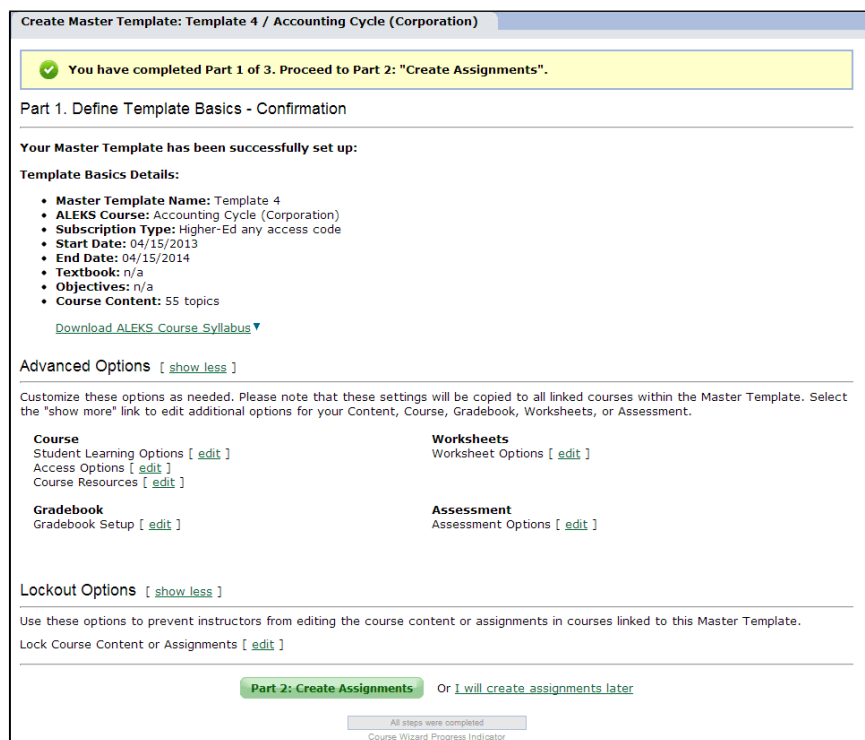 Create Master Template: Template 4 / Accounting Cycle (Corporation)
You have completed Part 1 of 3. Proceed to Part 2: "Create Assignments".
Part 1. Define Template Basics - Confirmation
Your Master Template has been successfully set up:
Template Basics Details:
• Master Template Name: Template 4
• ALEKS Course: Accounting Cycle (Corporation)
• Subscription Type: Higher-Ed any access code
• Start Date: 04/15/2013
• End Date: 04/15/2014
• Textbook: n/a
• Objectives: n/a
• Course Content: 55 topics
Download ALEKS Course Syllabus ▼
Advanced Options [ show less ]
Customize these options as needed. Please note that these settings will be copied to all linked courses within the Master Template. Select
the "show more" link to edit additional options for your Content, Course, Gradebook, Worksheets, or Assessment.
Course
Student Learning Options [ edit ]
Access Options [ edit ]
Course Resources [ edit ]
Worksheets
Worksheet Options [ edit ]
Gradebook
Gradebook Setup [ edit ]
Assessment
Assessment Options [ edit ]
Lockout Options [ show less ]
Use these options to prevent instructors from editing the course content or assignments in courses linked to this Master Template.
Lock Course Content or Assignments [ edit ]
Part 2: Create Assignments Or I will create assignments later
All steps were completed
Course Wizard Progress Indicator